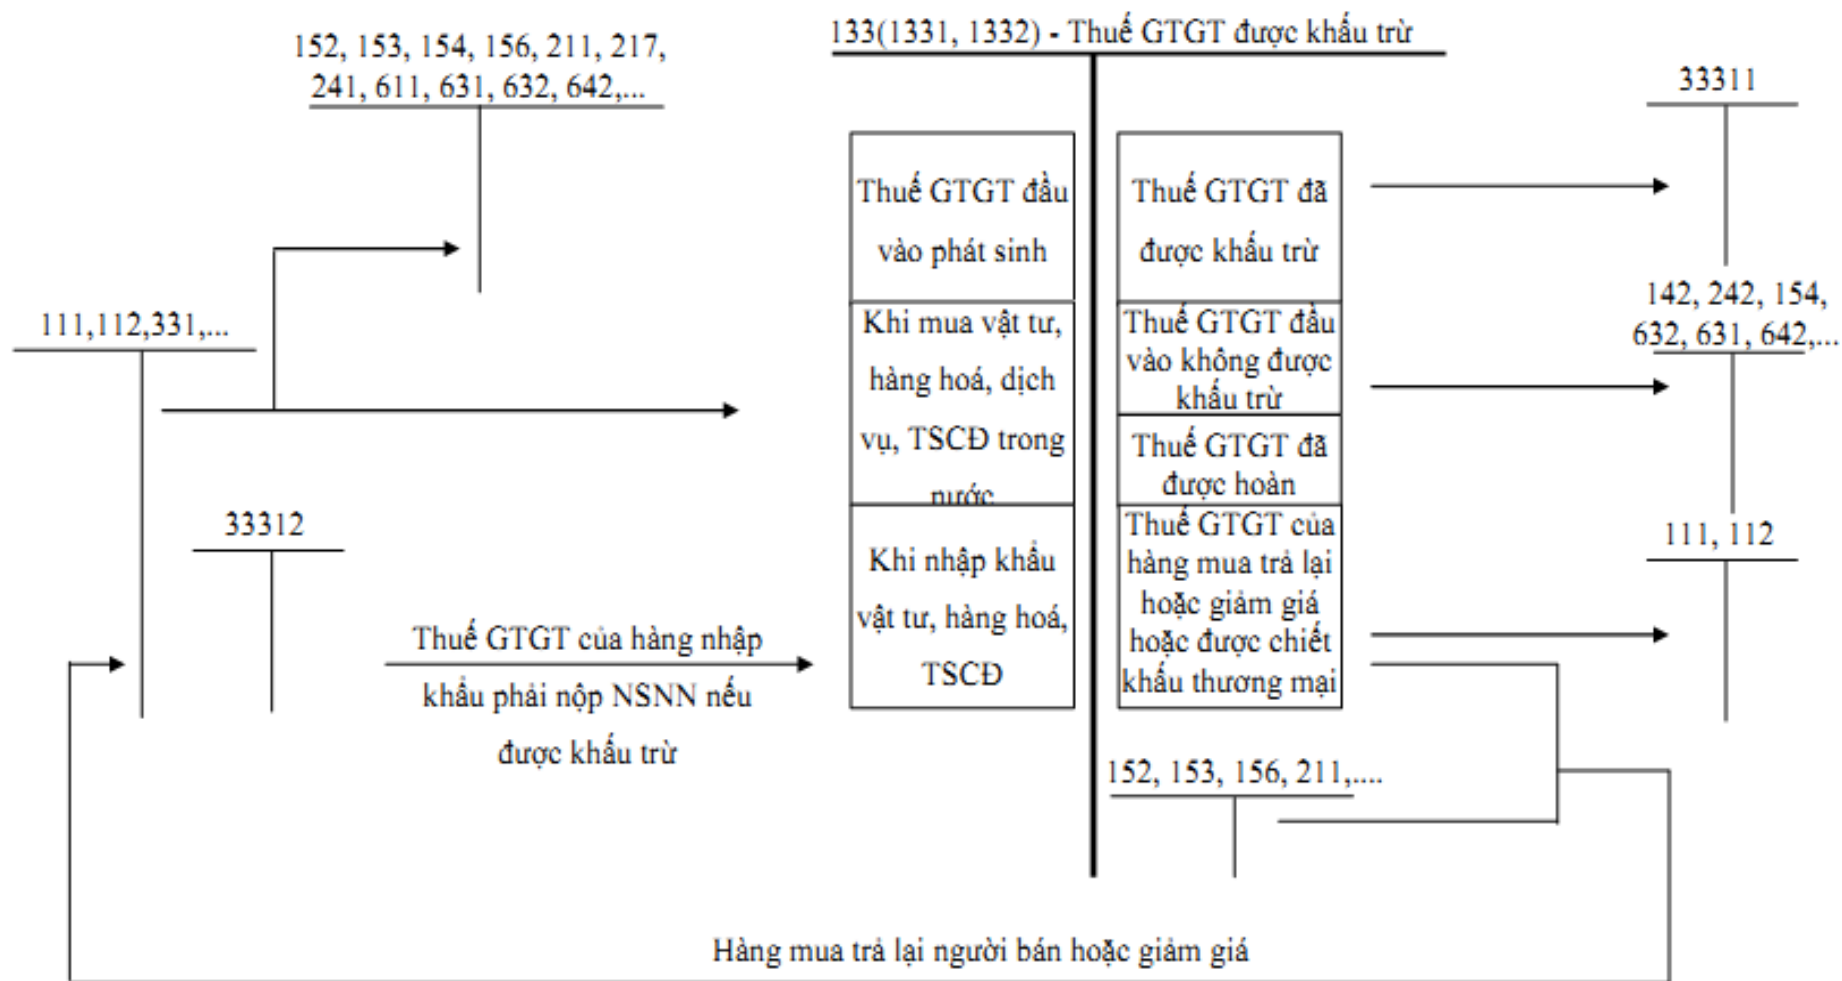 133(1331, 1332) - Thuế GTGT được khấu trừ
152, 153, 154, 156, 211, 217,
241, 611, 631, 632, 642,...
33311
Thuế GTGT đầu
vào phát sinh
Thuế GTGT đã
được khấu trừ
111,112,331,...
Khi mua vật tư,
hàng hoá, dịch
vụ, TSCĐ trong
nước
Thuế GTGT đầu
vào không được
khấu trừ
142, 242, 154,
632, 631, 642,...
Thuế GTGT đã
được hoàn
33312
Thuế GTGT của hàng nhập
khẩu phải nộp NSNN nếu
được khấu trừ
Khi nhập khẩu
vật tư, hàng hoá,
TSCĐ
Thuế GTGT của
hàng mua trả lại
hoặc giảm giá
hoặc được chiết
khấu thương mại
111, 112
152, 153, 156, 211,....
Hàng mua trả lại người bán hoặc giảm giá